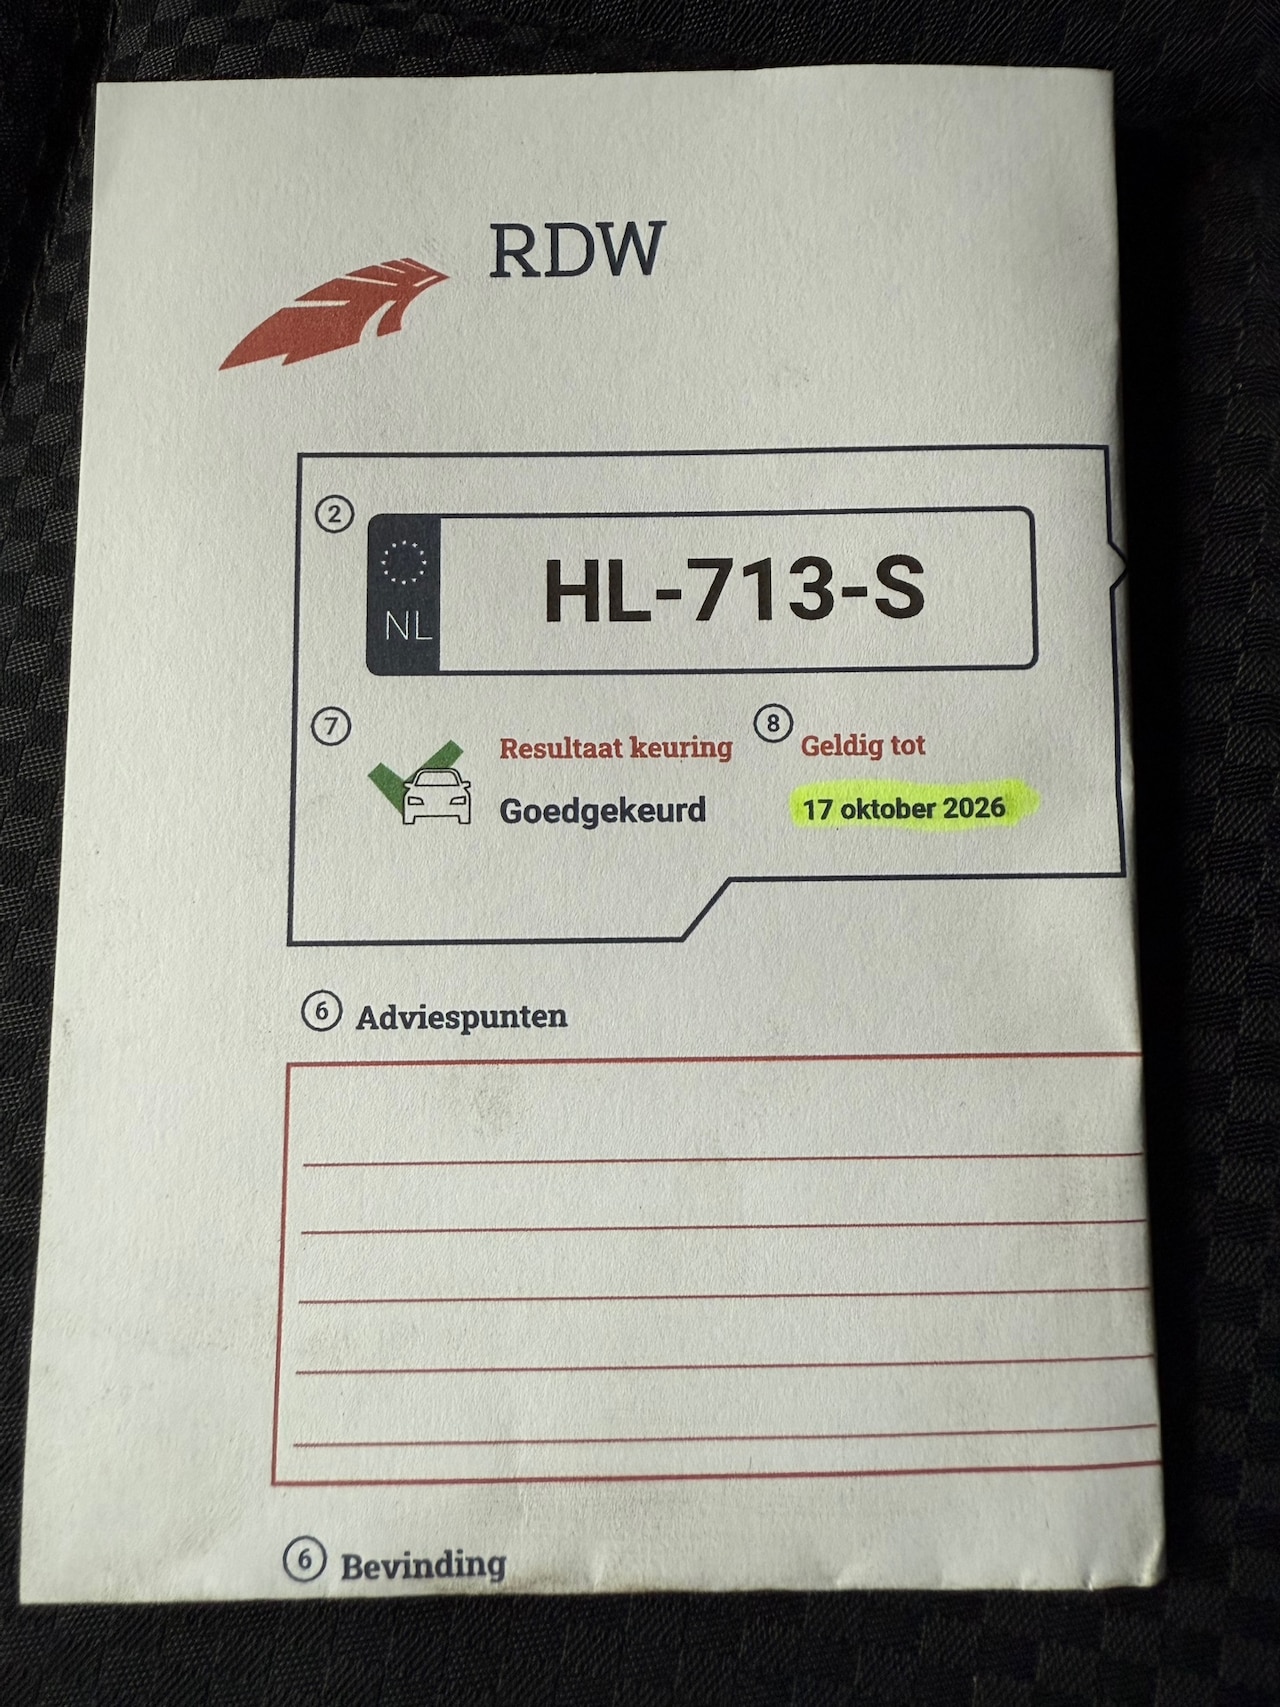 RDW
2
NL HL-713-S
7 Resultaat keuring 8 Geldig tot
Goedgekeurd 17 oktober 2026
6 Adviespunten
6 Bevinding